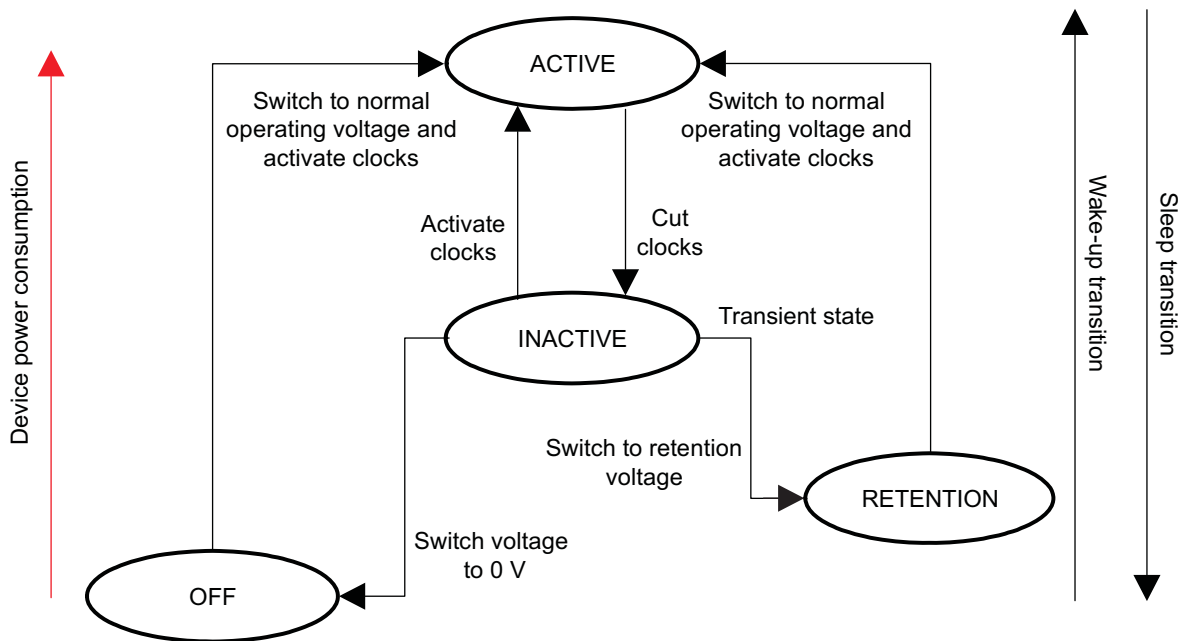 ACTIVE
Switch to normal
operating voltage and
activate clocks
Switch to normal
operating voltage and
activate clocks
Device power consumption
Wake-up transition
Sleep transition
Activate
clocks
Cut
clocks
Transient state
INACTIVE
Switch to retention
voltage
RETENTION
Switch voltage
to 0 V
OFF